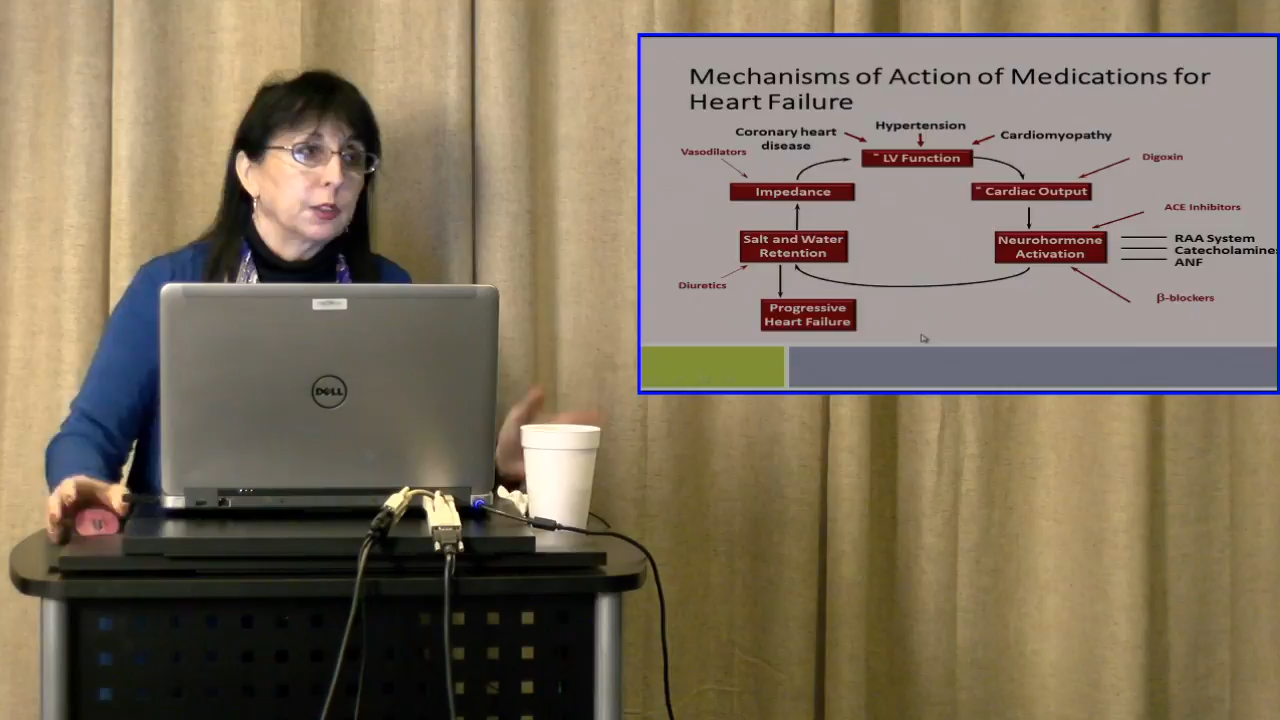 Mechanisms of Action of Medications for
Heart Failure
Coronary heart
disease
Hypertension
Cardiomyopathy
Vasodilators
Digoxin
" LV Function
Impedance
" Cardiac Output
ACE Inhibitors
Salt and Water
Retention
Neurohormone
Activation
RAA System
Catecholamine
ANF
Diuretics
β-blockers
Progressive
Heart Failure
DELL